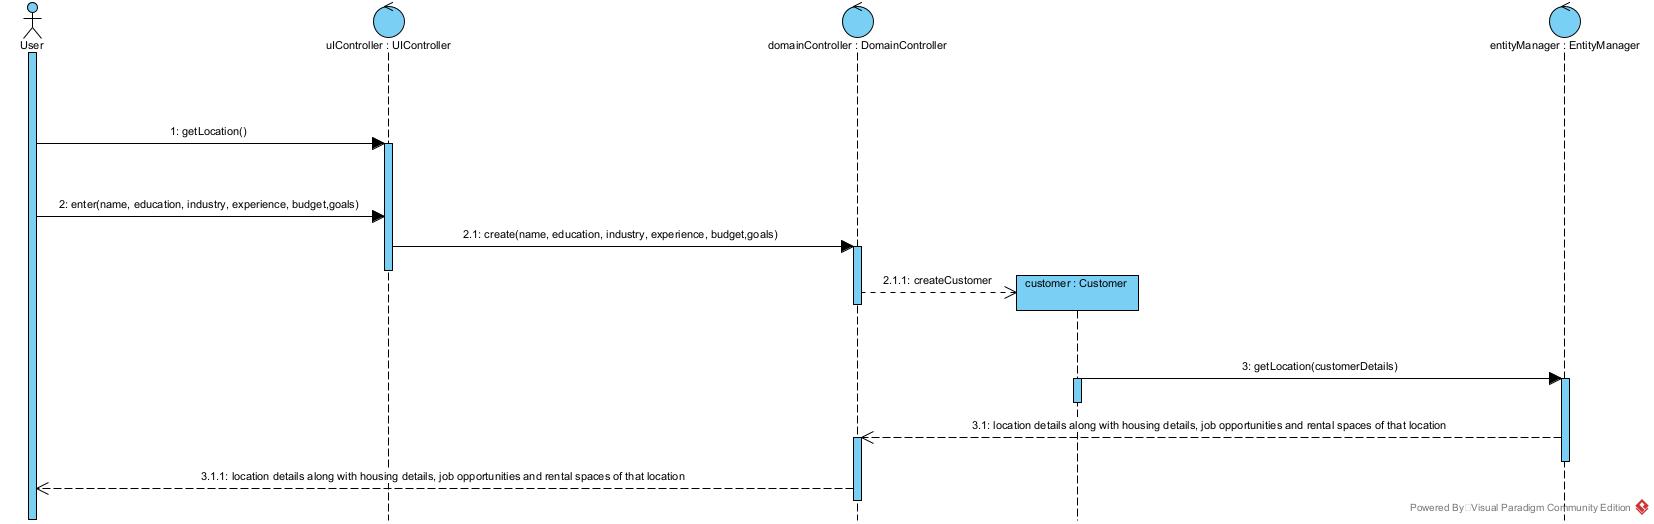 User
uIController : UIController
domainController : DomainController
entityManager : EntityManager
1: getLocation()
2: enter(name, education, industry, experience, budget,goals)
2.1: create(name, education, industry, experience, budget,goals)
2.1.1: createCustomer
customer : Customer
3: getLocation(customerDetails)
3.1: location details along with housing details, job opportunities and rental spaces of that location
3.1.1: location details along with housing details, job opportunities and rental spaces of that location
Powered By Visual Paradigm Community Edition